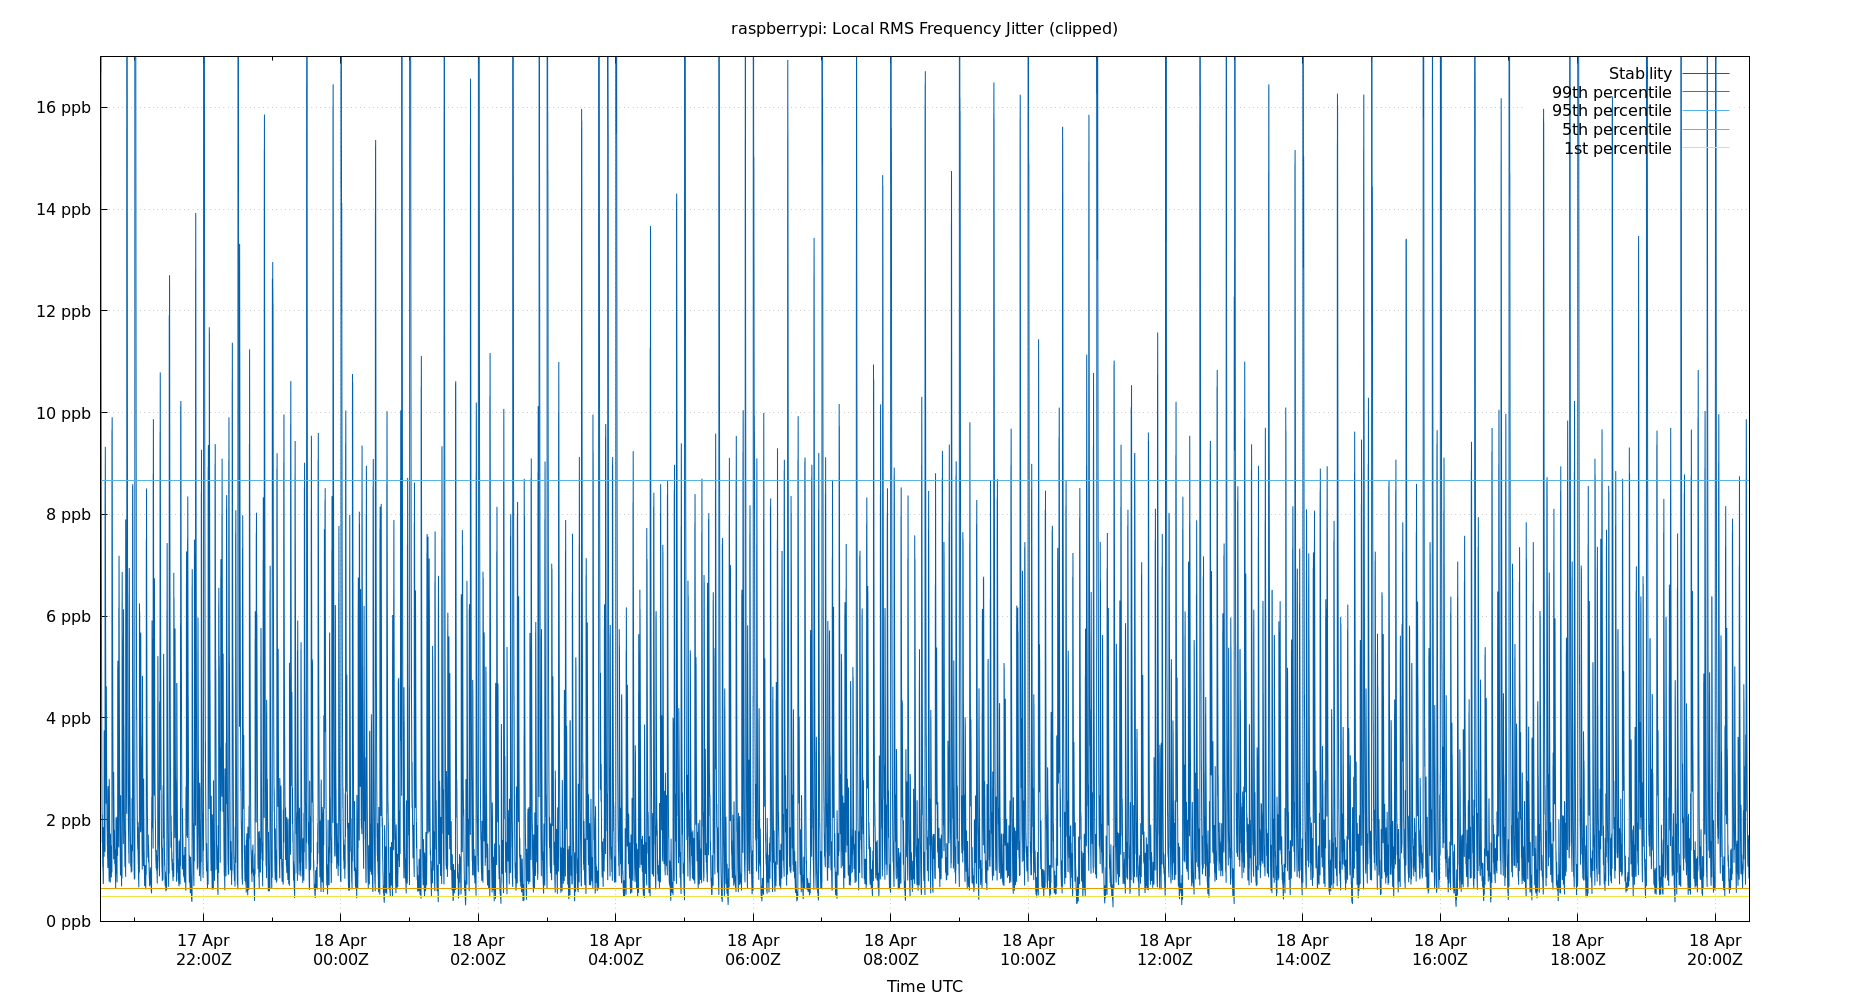 raspberrypi: Local RMS Frequency Jitter (clipped)
Stability
99th percentile
95th percentile
5th percentile
1st percentile
16 ppb
14 ppb
12 ppb
10 ppb
8 ppb
6 ppb
4 ppb
2 ppb
0 ppb
17 Apr 18 Apr 18 Apr 18 Apr 18 Apr 18 Apr 18 Apr 18 Apr 18 Apr 18 Apr 18 Apr 18 Apr
22:00Z 00:00Z 02:00Z 04:00Z 06:00Z 08:00Z 10:00Z 12:00Z 14:00Z 16:00Z 18:00Z 20:00Z
Time UTC